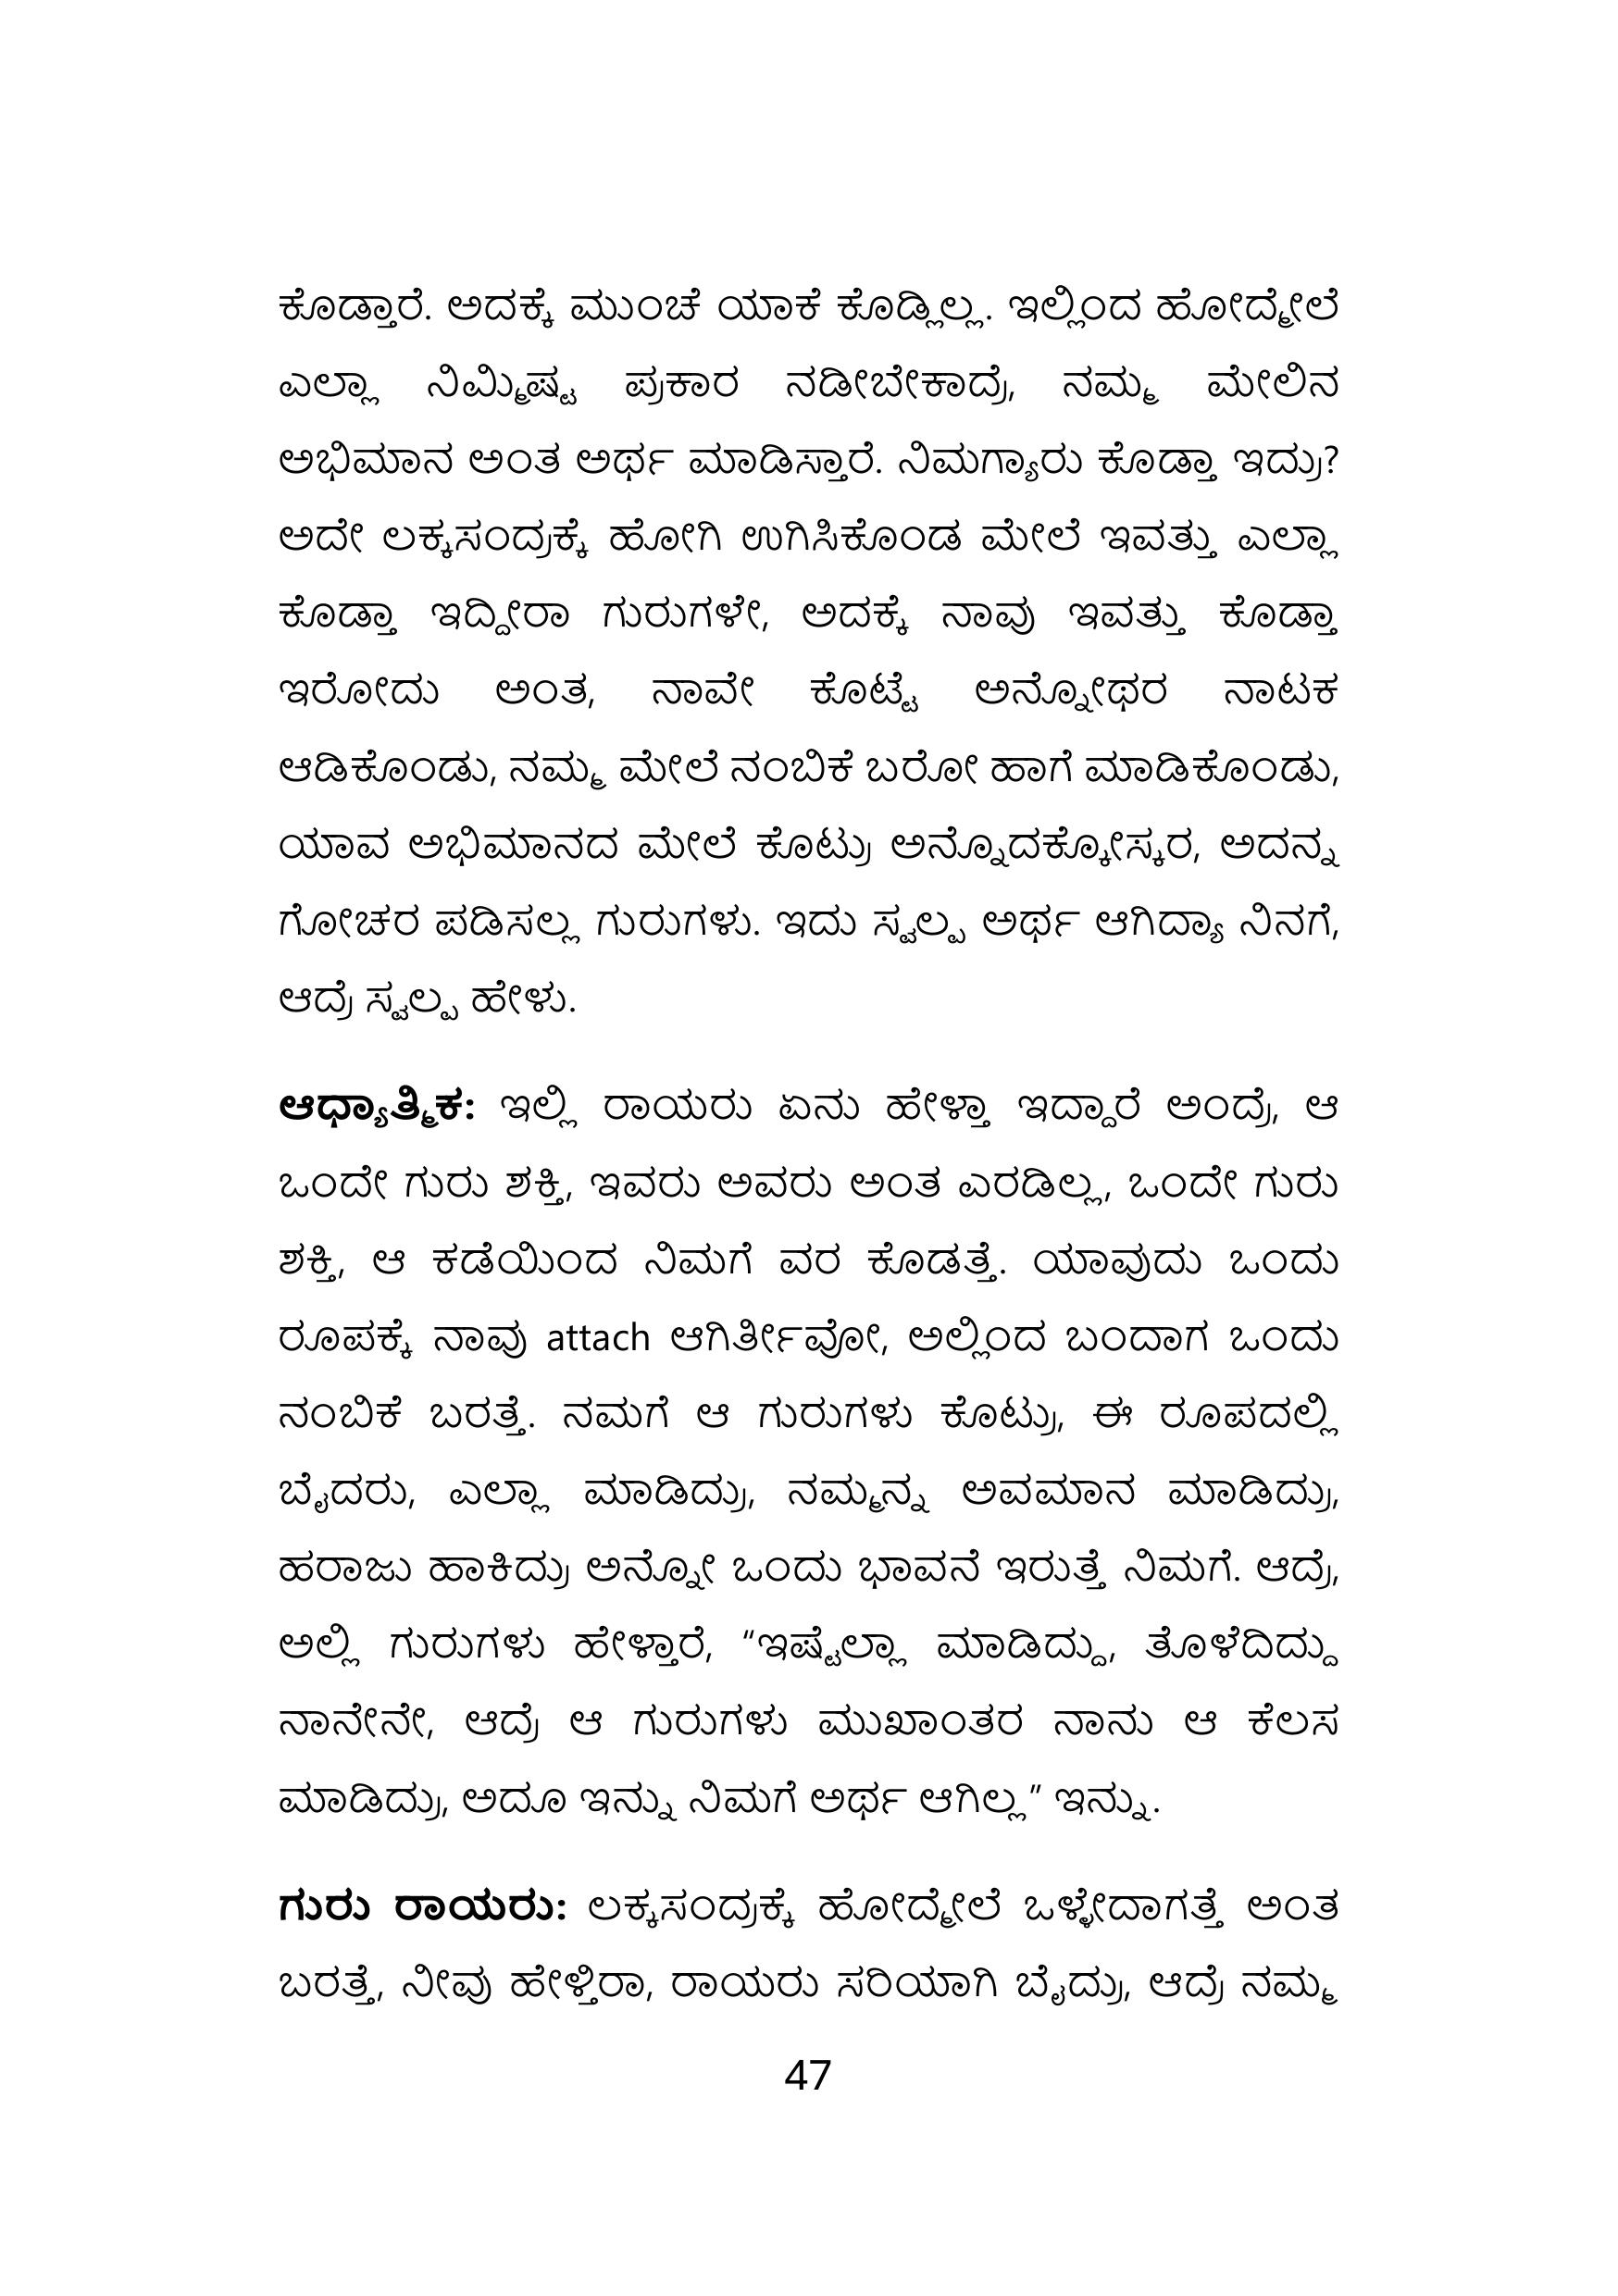 ಕೊಡ್ತಾರೆ. ಅದಕ್ಕೆ ಮುಂಚೆ ಯಾಕೆ ಕೊಡ್ಲಿಲ್ಲ. ಇಲ್ಲಿಂದ ಹೋದ್ಮೇಲೆ
ಎಲ್ಲಾ ನಿಮ್ಮಿಷ್ಟ ಪ್ರಕಾರ ನಡೀಬೇಕಾದ್ರೆ, ನಮ್ಮ ಮೇಲಿನ
ಅಭಿಮಾನ ಅಂತ ಅರ್ಥ ಮಾಡಿಸ್ತಾರೆ. ನಿಮಗ್ಯಾರು ಕೊಡ್ತಾ ಇದ್ರು?
ಅದೇ ಲಕ್ಕಸಂದ್ರಕ್ಕೆ ಹೋಗಿ ಉಗಿಸಿಕೊಂಡ ಮೇಲೆ ಇವತ್ತು ಎಲ್ಲಾ
ಕೊಡ್ತಾ ಇದ್ದೀರಾ ಗುರುಗಳೇ, ಅದಕ್ಕೆ ನಾವು ಇವತ್ತು ಕೊಡ್ತಾ
ಇರೋದು ಅಂತ, ನಾವೇ ಕೊಟ್ಟೆ ಅನ್ನೋಥರ ನಾಟಕ
ಆಡಿಕೊಂಡು, ನಮ್ಮ ಮೇಲೆ ನಂಬಿಕೆ ಬರೋ ಹಾಗೆ ಮಾಡಿಕೊಂಡು,
ಯಾವ ಅಭಿಮಾನದ ಮೇಲೆ ಕೊಟ್ರು ಅನ್ನೊದಕ್ಕೋಸ್ಕರ, ಅದನ್ನ
ಗೋಚರ ಪಡಿಸಲ್ಲ ಗುರುಗಳು. ಇದು ಸ್ವಲ್ಪ ಅರ್ಥ ಆಗಿದ್ಯಾ ನಿನಗೆ,
ಆದ್ರೆ ಸ್ವಲ್ಪ ಹೇಳು.
ಆಧ್ಯಾತ್ಮಿಕ: ಇಲ್ಲಿ ರಾಯರು ಏನು ಹೇಳ್ತಾ ಇದ್ದಾರೆ ಅಂದ್ರೆ, ಆ
ಒಂದೇ ಗುರು ಶಕ್ತಿ, ಇವರು ಅವರು ಅಂತ ಎರಡಿಲ್ಲ, ಒಂದೇ ಗುರು
ಶಕ್ತಿ, ಆ ಕಡೆಯಿಂದ ನಿಮಗೆ ವರ ಕೊಡತ್ತೆ. ಯಾವುದು ಒಂದು
ರೂಪಕ್ಕೆ ನಾವು attach ಆಗಿರ್ತೀವೋ, ಅಲ್ಲಿಂದ ಬಂದಾಗ ಒಂದು
ನಂಬಿಕೆ ಬರತ್ತೆ. ನಮಗೆ ಆ ಗುರುಗಳು ಕೊಟ್ರು, ಈ ರೂಪದಲ್ಲಿ
ಬೈದರು, ಎಲ್ಲಾ ಮಾಡಿದ್ರು, ನಮ್ಮನ್ನ ಅವಮಾನ ಮಾಡಿದ್ರು,
ಹರಾಜು ಹಾಕಿದ್ರು ಅನ್ನೋ ಒಂದು ಭಾವನೆ ಇರುತ್ತೆ ನಿಮಗೆ. ಆದ್ರೆ,
ಅಲ್ಲಿ ಗುರುಗಳು ಹೇಳ್ತಾರೆ, “ಇಷ್ಟೆಲ್ಲಾ ಮಾಡಿದ್ದು, ತೊಳೆದಿದ್ದು
ನಾನೇನೇ, ಆದ್ರೆ ಆ ಗುರುಗಳು ಮುಖಾಂತರ ನಾನು ಆ ಕೆಲಸ
ಮಾಡಿದ್ರು, ಅದೂ ಇನ್ನು ನಿಮಗೆ ಅರ್ಥ ಆಗಿಲ್ಲ” ಇನ್ನು.
ಗುರು ರಾಯರು: ಲಕ್ಕಸಂದ್ರಕ್ಕೆ ಹೋದ್ಮೇಲೆ ಒಳ್ಳೇದಾಗತ್ತೆ ಅಂತ
ಬರತ್ತೆ, ನೀವು ಹೇಳ್ತಿರಾ, ರಾಯರು ಸರಿಯಾಗಿ ಬೈದ್ರು, ಆದ್ರೆ ನಮ್ಮ
47